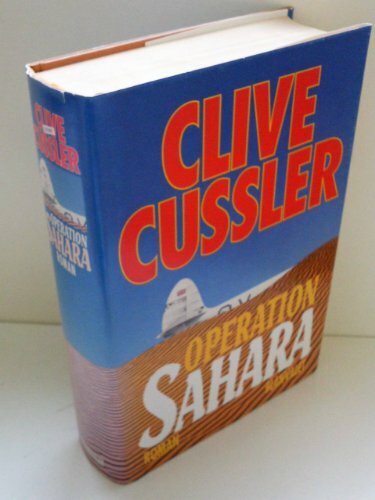 CLIVE
CUSSLER
OPERATION
SAHARA
ROMAN
CLIVE
CUSSLER
OPERATION
SAHARA
ROMAN